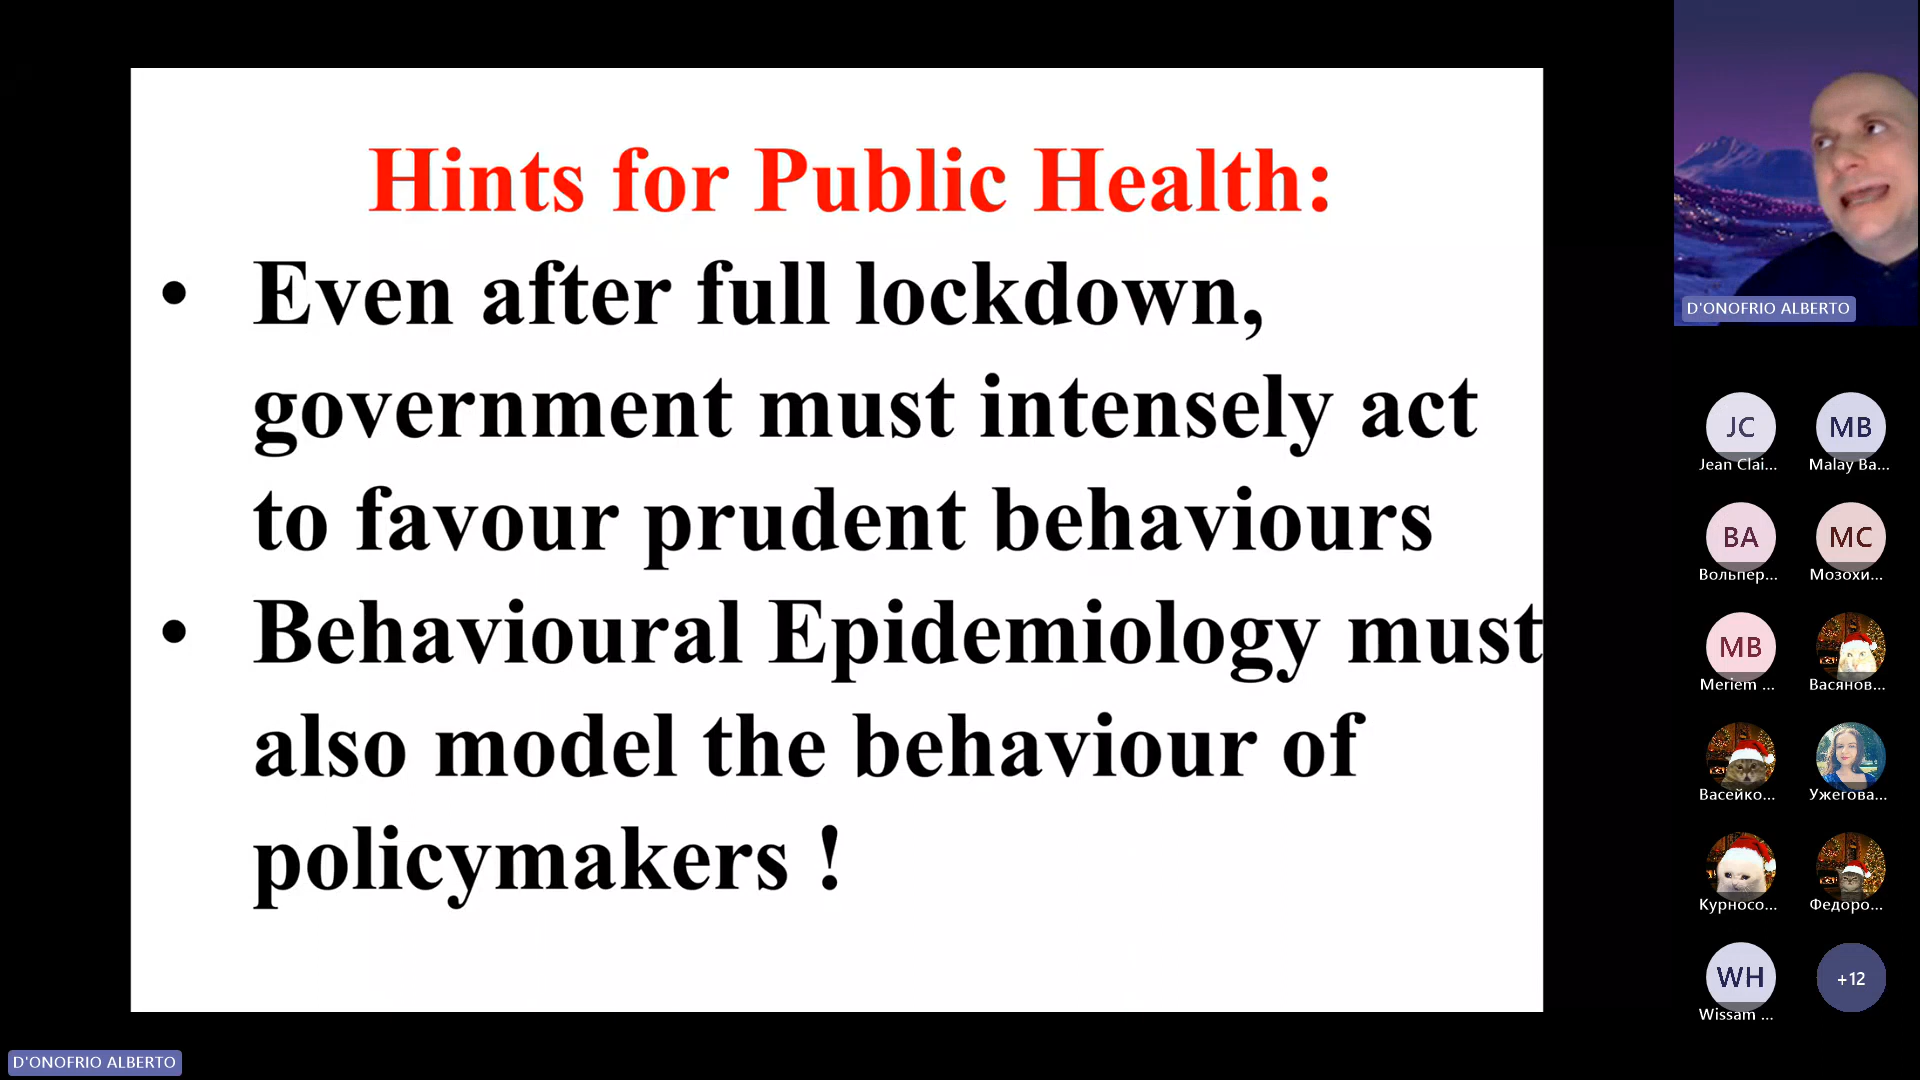 Hints for Public Health:
• Even after full lockdown,
government must intensely act
to favour prudent behaviours
• Behavioural Epidemiology must
also model the behaviour of
policymakers !
D'ONOFRIO ALBERTO
JC
Jean Clai...
MB
Malay Ba...
BA
Вольпер...
MC
Мозохи...
MB
Meriem ...
Васянов...
Васейко...
Ужегова...
Курносо...
Федоро...
WH
Wissam ...
+12
D'ONOFRIO ALBERTO